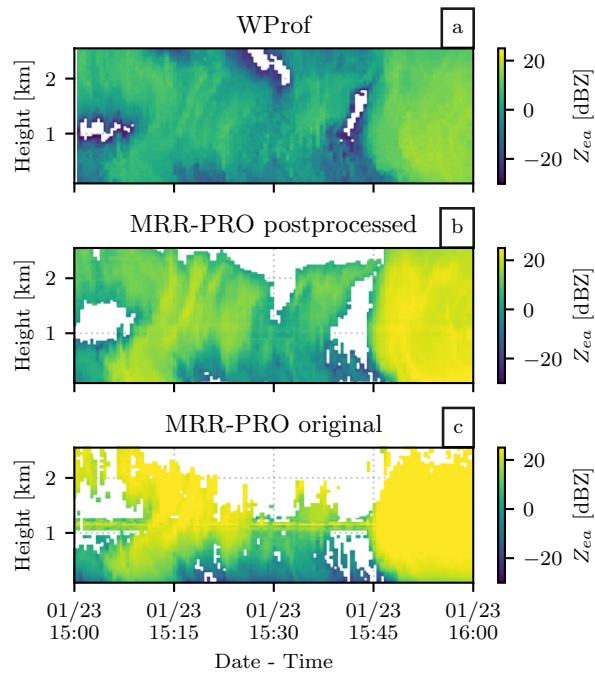 WProf
a
Height [km]
2
1
20
0
−20
Z_ea [dBZ]
MRR-PRO postprocessed
b
Height [km]
2
1
20
0
−20
Z_ea [dBZ]
MRR-PRO original
c
Height [km]
2
1
20
0
−20
Z_ea [dBZ]
01/23 01/23 01/23 01/23 01/23
15:00 15:15 15:30 15:45 16:00
Date - Time